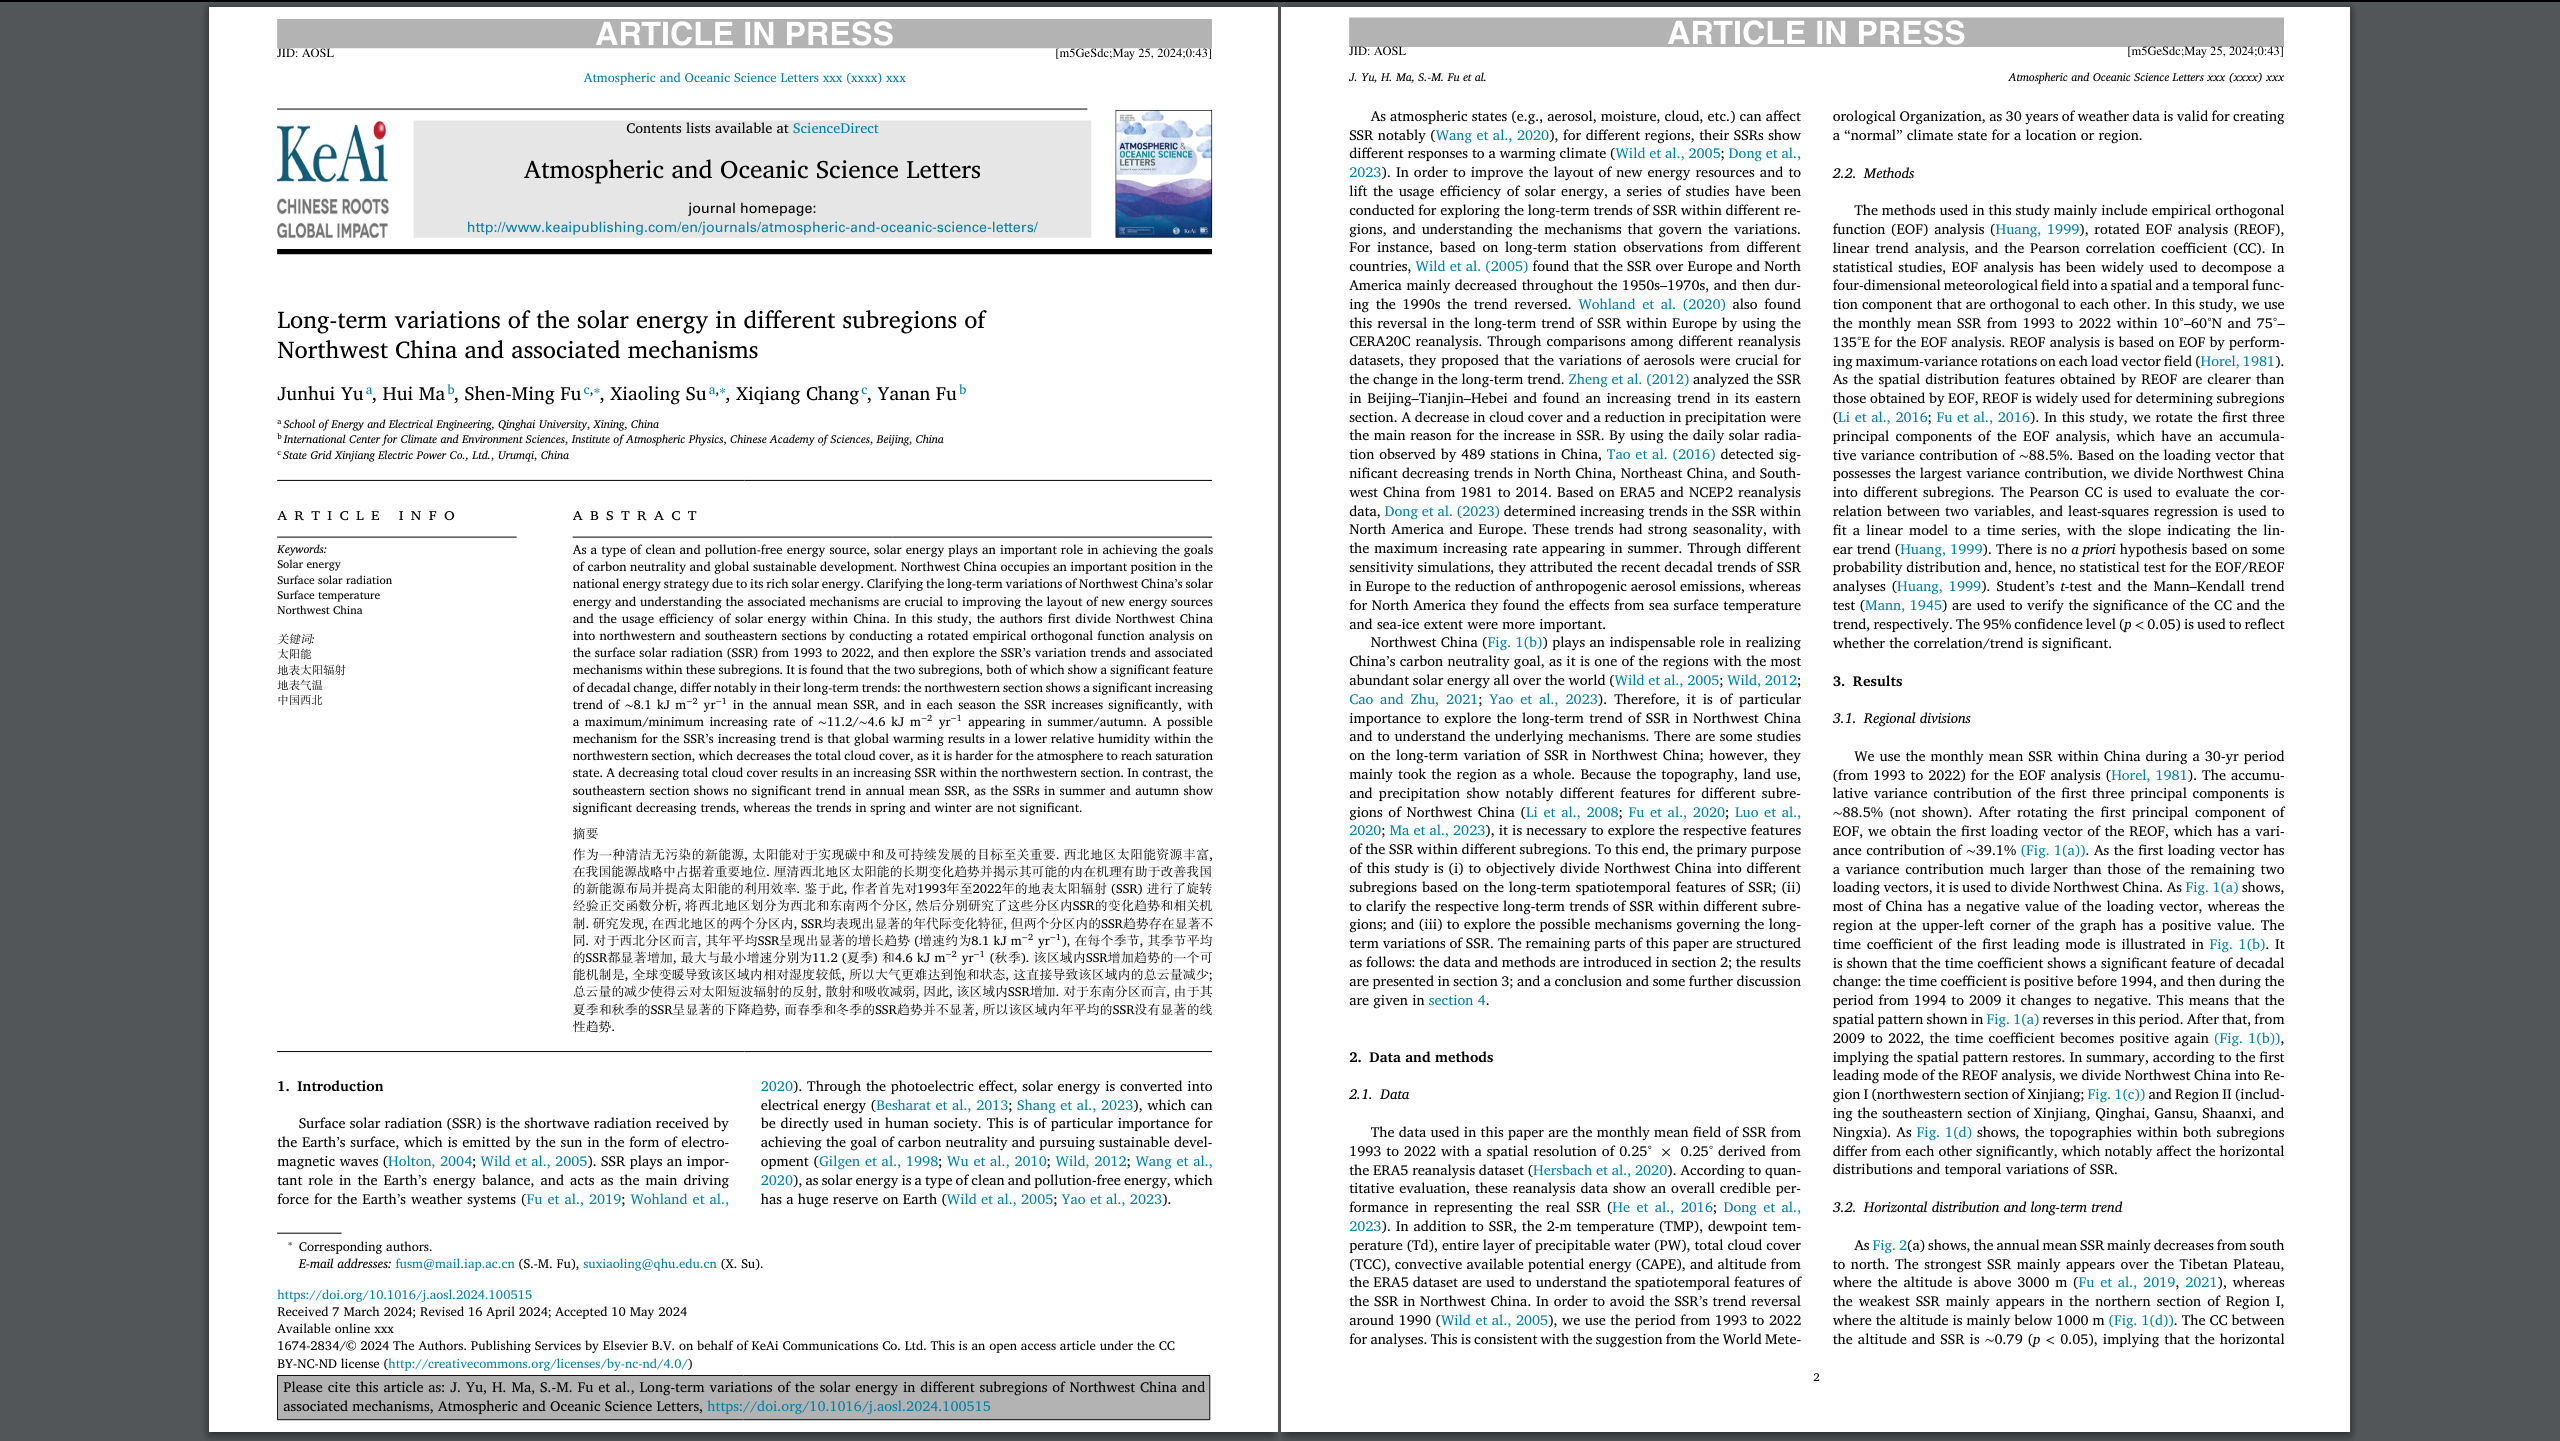 ARTICLE IN PRESS
JID: AOSL
[m5GeSdc;May 25, 2024;0:43]
Atmospheric and Oceanic Science Letters xxx (xxxx) xxx
KeAi
CHINESE ROOTS
GLOBAL IMPACT
Contents lists available at ScienceDirect
Atmospheric and Oceanic Science Letters
journal homepage:
http://www.keaipublishing.com/en/journals/atmospheric-and-oceanic-science-letters/
ATMOSPHERIC &
OCEANIC SCIENCE
LETTERS
Long-term variations of the solar energy in different subregions of
Northwest China and associated mechanisms
Junhui Yu a, Hui Ma b, Shen-Ming Fu c,*, Xiaoling Su a,*, Xiqiang Chang c, Yanan Fu b
a School of Energy and Electrical Engineering, Qinghai University, Xining, China
b International Center for Climate and Environment Sciences, Institute of Atmospheric Physics, Chinese Academy of Sciences, Beijing, China
c State Grid Xinjiang Electric Power Co., Ltd., Urumqi, China
ARTICLE INFO
Keywords:
Solar energy
Surface solar radiation
Surface temperature
Northwest China
关键词:
太阳能
地表太阳辐射
地表气温
中国西北
ABSTRACT
As a type of clean and pollution-free energy source, solar energy plays an important role in achieving the goals
of carbon neutrality and global sustainable development. Northwest China occupies an important position in the
national energy strategy due to its rich solar energy. Clarifying the long-term variations of Northwest China's solar
energy and understanding the associated mechanisms are crucial to improving the layout of new energy sources
and the usage efficiency of solar energy within China. In this study, the authors first divide Northwest China
into northwestern and southeastern sections by conducting a rotated empirical orthogonal function analysis on
the surface solar radiation (SSR) from 1993 to 2022, and then explore the SSR's variation trends and associated
mechanisms within these subregions. It is found that the two subregions, both of which show a significant feature
of decadal change, differ notably in their long-term trends: the northwestern section shows a significant increasing
trend of ~8.1 kJ m−2 yr−1 in the annual mean SSR, and in each season the SSR increases significantly, with
a maximum/minimum increasing rate of ~11.2/~4.6 kJ m−2 yr−1 appearing in summer/autumn. A possible
mechanism for the SSR's increasing trend is that global warming results in a lower relative humidity within the
northwestern section, which decreases the total cloud cover, as it is harder for the atmosphere to reach saturation
state. A decreasing total cloud cover results in an increasing SSR within the northwestern section. In contrast, the
southeastern section shows no significant trend in annual mean SSR, as the SSRs in summer and autumn show
significant decreasing trends, whereas the trends in spring and winter are not significant.
摘要
作为一种清洁无污染的新能源, 太阳能对于实现碳中和及可持续发展的目标至关重要. 西北地区太阳能资源丰富,
在我国能源战略中占据着重要地位. 厘清西北地区太阳能的长期变化趋势并揭示其可能的内在机理有助于改善我国
的新能源布局并提高太阳能的利用效率. 鉴于此, 作者首先对1993年至2022年的地表太阳辐射 (SSR) 进行了旋转
经验正交函数分析, 将西北地区划分为西北和东南两个分区, 然后分别研究了这些分区内SSR的变化趋势和相关机
制. 研究发现, 在西北地区的两个分区内, SSR均表现出显著的年代际变化特征, 但两个分区内的SSR趋势存在显著不
同. 对于西北分区而言, 其年平均SSR呈现出显著的增长趋势 (增速约为8.1 kJ m−2 yr−1), 在每个季节, 其季节平均
的SSR都显著增加, 最大与最小增速分别为11.2 (夏季) 和4.6 kJ m−2 yr−1 (秋季). 该区域内SSR增加趋势的一个可
能机制是, 全球变暖导致该区域内相对湿度较低, 所以大气更难达到饱和状态, 这直接导致该区域内的总云量减少;
总云量的减少使得云对太阳短波辐射的反射, 散射和吸收减弱, 因此, 该区域内SSR增加. 对于东南分区而言, 由于其
夏季和秋季的SSR呈显著的下降趋势, 而春季和冬季的SSR趋势并不显著, 所以该区域内年平均的SSR没有显著的线
性趋势.
1. Introduction
Surface solar radiation (SSR) is the shortwave radiation received by
the Earth's surface, which is emitted by the sun in the form of electro-
magnetic waves (Holton, 2004; Wild et al., 2005). SSR plays an impor-
tant role in the Earth's energy balance, and acts as the main driving
force for the Earth's weather systems (Fu et al., 2019; Wohland et al.,
2020). Through the photoelectric effect, solar energy is converted into
electrical energy (Besharat et al., 2013; Shang et al., 2023), which can
be directly used in human society. This is of particular importance for
achieving the goal of carbon neutrality and pursuing sustainable devel-
opment (Gilgen et al., 1998; Wu et al., 2010; Wild, 2012; Wang et al.,
2020), as solar energy is a type of clean and pollution-free energy, which
has a huge reserve on Earth (Wild et al., 2005; Yao et al., 2023).
* Corresponding authors.
E-mail addresses: fusm@mail.iap.ac.cn (S.-M. Fu), suxiaoling@qhu.edu.cn (X. Su).
https://doi.org/10.1016/j.aosl.2024.100515
Received 7 March 2024; Revised 16 April 2024; Accepted 10 May 2024
Available online xxx
1674-2834/© 2024 The Authors. Publishing Services by Elsevier B.V. on behalf of KeAi Communications Co. Ltd. This is an open access article under the CC
BY-NC-ND license (http://creativecommons.org/licenses/by-nc-nd/4.0/)
Please cite this article as: J. Yu, H. Ma, S.-M. Fu et al., Long-term variations of the solar energy in different subregions of Northwest China and
associated mechanisms, Atmospheric and Oceanic Science Letters, https://doi.org/10.1016/j.aosl.2024.100515
ARTICLE IN PRESS
JID: AOSL
[m5GeSdc;May 25, 2024;0:43]
J. Yu, H. Ma, S.-M. Fu et al.
Atmospheric and Oceanic Science Letters xxx (xxxx) xxx
As atmospheric states (e.g., aerosol, moisture, cloud, etc.) can affect
SSR notably (Wang et al., 2020), for different regions, their SSRs show
different responses to a warming climate (Wild et al., 2005; Dong et al.,
2023). In order to improve the layout of new energy resources and to
lift the usage efficiency of solar energy, a series of studies have been
conducted for exploring the long-term trends of SSR within different re-
gions, and understanding the mechanisms that govern the variations.
For instance, based on long-term station observations from different
countries, Wild et al. (2005) found that the SSR over Europe and North
America mainly decreased throughout the 1950s–1970s, and then dur-
ing the 1990s the trend reversed. Wohland et al. (2020) also found
this reversal in the long-term trend of SSR within Europe by using the
CERA20C reanalysis. Through comparisons among different reanalysis
datasets, they proposed that the variations of aerosols were crucial for
the change in the long-term trend. Zheng et al. (2012) analyzed the SSR
in Beijing–Tianjin–Hebei and found an increasing trend in its eastern
section. A decrease in cloud cover and a reduction in precipitation were
the main reason for the increase in SSR. By using the daily solar radia-
tion observed by 489 stations in China, Tao et al. (2016) detected sig-
nificant decreasing trends in North China, Northeast China, and South-
west China from 1981 to 2014. Based on ERA5 and NCEP2 reanalysis
data, Dong et al. (2023) determined increasing trends in the SSR within
North America and Europe. These trends had strong seasonality, with
the maximum increasing rate appearing in summer. Through different
sensitivity simulations, they attributed the recent decadal trends of SSR
in Europe to the reduction of anthropogenic aerosol emissions, whereas
for North America they found the effects from sea surface temperature
and sea-ice extent were more important.
Northwest China (Fig. 1(b)) plays an indispensable role in realizing
China's carbon neutrality goal, as it is one of the regions with the most
abundant solar energy all over the world (Wild et al., 2005; Wild, 2012;
Cao and Zhu, 2021; Yao et al., 2023). Therefore, it is of particular
importance to explore the long-term trend of SSR in Northwest China
and to understand the underlying mechanisms. There are some studies
on the long-term variation of SSR in Northwest China; however, they
mainly took the region as a whole. Because the topography, land use,
and precipitation show notably different features for different subre-
gions of Northwest China (Li et al., 2008; Fu et al., 2020; Luo et al.,
2020; Ma et al., 2023), it is necessary to explore the respective features
of the SSR within different subregions. To this end, the primary purpose
of this study is (i) to objectively divide Northwest China into different
subregions based on the long-term spatiotemporal features of SSR; (ii)
to clarify the respective long-term trends of SSR within different subre-
gions; and (iii) to explore the possible mechanisms governing the long-
term variations of SSR. The remaining parts of this paper are structured
as follows: the data and methods are introduced in section 2; the results
are presented in section 3; and a conclusion and some further discussion
are given in section 4.
2. Data and methods
2.1. Data
The data used in this paper are the monthly mean field of SSR from
1993 to 2022 with a spatial resolution of 0.25° × 0.25° derived from
the ERA5 reanalysis dataset (Hersbach et al., 2020). According to quan-
titative evaluation, these reanalysis data show an overall credible per-
formance in representing the real SSR (He et al., 2016; Dong et al.,
2023). In addition to SSR, the 2-m temperature (TMP), dewpoint tem-
perature (Td), entire layer of precipitable water (PW), total cloud cover
(TCC), convective available potential energy (CAPE), and altitude from
the ERA5 dataset are used to understand the spatiotemporal features of
the SSR in Northwest China. In order to avoid the SSR's trend reversal
around 1990 (Wild et al., 2005), we use the period from 1993 to 2022
for analyses. This is consistent with the suggestion from the World Mete-
orological Organization, as 30 years of weather data is valid for creating
a “normal” climate state for a location or region.
2.2. Methods
The methods used in this study mainly include empirical orthogonal
function (EOF) analysis (Huang, 1999), rotated EOF analysis (REOF),
linear trend analysis, and the Pearson correlation coefficient (CC). In
statistical studies, EOF analysis has been widely used to decompose a
four-dimensional meteorological field into a spatial and a temporal func-
tion component that are orthogonal to each other. In this study, we use
the monthly mean SSR from 1993 to 2022 within 10°–60°N and 75°–
135°E for the EOF analysis. REOF analysis is based on EOF by perform-
ing maximum-variance rotations on each load vector field (Horel, 1981).
As the spatial distribution features obtained by REOF are clearer than
those obtained by EOF, REOF is widely used for determining subregions
(Li et al., 2016; Fu et al., 2016). In this study, we rotate the first three
principal components of the EOF analysis, which have an accumula-
tive variance contribution of ~88.5%. Based on the loading vector that
possesses the largest variance contribution, we divide Northwest China
into different subregions. The Pearson CC is used to evaluate the cor-
relation between two variables, and least-squares regression is used to
fit a linear model to a time series, with the slope indicating the lin-
ear trend (Huang, 1999). There is no a priori hypothesis based on some
probability distribution and, hence, no statistical test for the EOF/REOF
analyses (Huang, 1999). Student's t-test and the Mann–Kendall trend
test (Mann, 1945) are used to verify the significance of the CC and the
trend, respectively. The 95% confidence level (p < 0.05) is used to reflect
whether the correlation/trend is significant.
3. Results
3.1. Regional divisions
We use the monthly mean SSR within China during a 30-yr period
(from 1993 to 2022) for the EOF analysis (Horel, 1981). The accumu-
lative variance contribution of the first three principal components is
~88.5% (not shown). After rotating the first principal component of
EOF, we obtain the first loading vector of the REOF, which has a vari-
ance contribution of ~39.1% (Fig. 1(a)). As the first loading vector has
a variance contribution much larger than those of the remaining two
loading vectors, it is used to divide Northwest China. As Fig. 1(a) shows,
most of China has a negative value of the loading vector, whereas the
region at the upper-left corner of the graph has a positive value. The
time coefficient of the first leading mode is illustrated in Fig. 1(b). It
is shown that the time coefficient shows a significant feature of decadal
change: the time coefficient is positive before 1994, and then during the
period from 1994 to 2009 it changes to negative. This means that the
spatial pattern shown in Fig. 1(a) reverses in this period. After that, from
2009 to 2022, the time coefficient becomes positive again (Fig. 1(b)),
implying the spatial pattern restores. In summary, according to the first
leading mode of the REOF analysis, we divide Northwest China into Re-
gion I (northwestern section of Xinjiang; Fig. 1(c)) and Region II (includ-
ing the southeastern section of Xinjiang, Qinghai, Gansu, Shaanxi, and
Ningxia). As Fig. 1(d) shows, the topographies within both subregions
differ from each other significantly, which notably affect the horizontal
distributions and temporal variations of SSR.
3.2. Horizontal distribution and long-term trend
As Fig. 2(a) shows, the annual mean SSR mainly decreases from south
to north. The strongest SSR mainly appears over the Tibetan Plateau,
where the altitude is above 3000 m (Fu et al., 2019, 2021), whereas
the weakest SSR mainly appears in the northern section of Region I,
where the altitude is mainly below 1000 m (Fig. 1(d)). The CC between
the altitude and SSR is ~0.79 (p < 0.05), implying that the horizontal
2